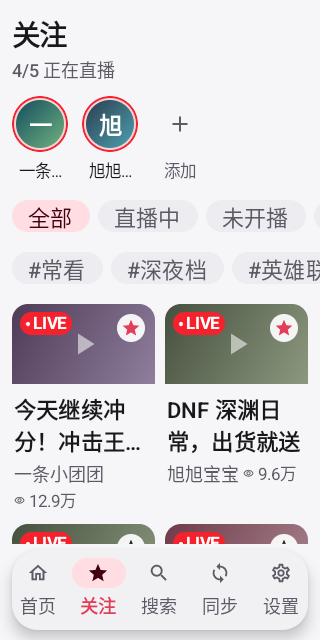 关注
4/5 正在直播
一
旭
一条...
旭旭...
添加
全部
直播中
未开播
#常看
#深夜档
#英雄联
• LIVE
• LIVE
今天继续冲
分！冲击王...
一条小团团
12.9万
DNF 深渊日
常，出货就送
旭旭宝宝 9.6万
• LIVE
• LIVE
首页
关注
搜索
同步
设置